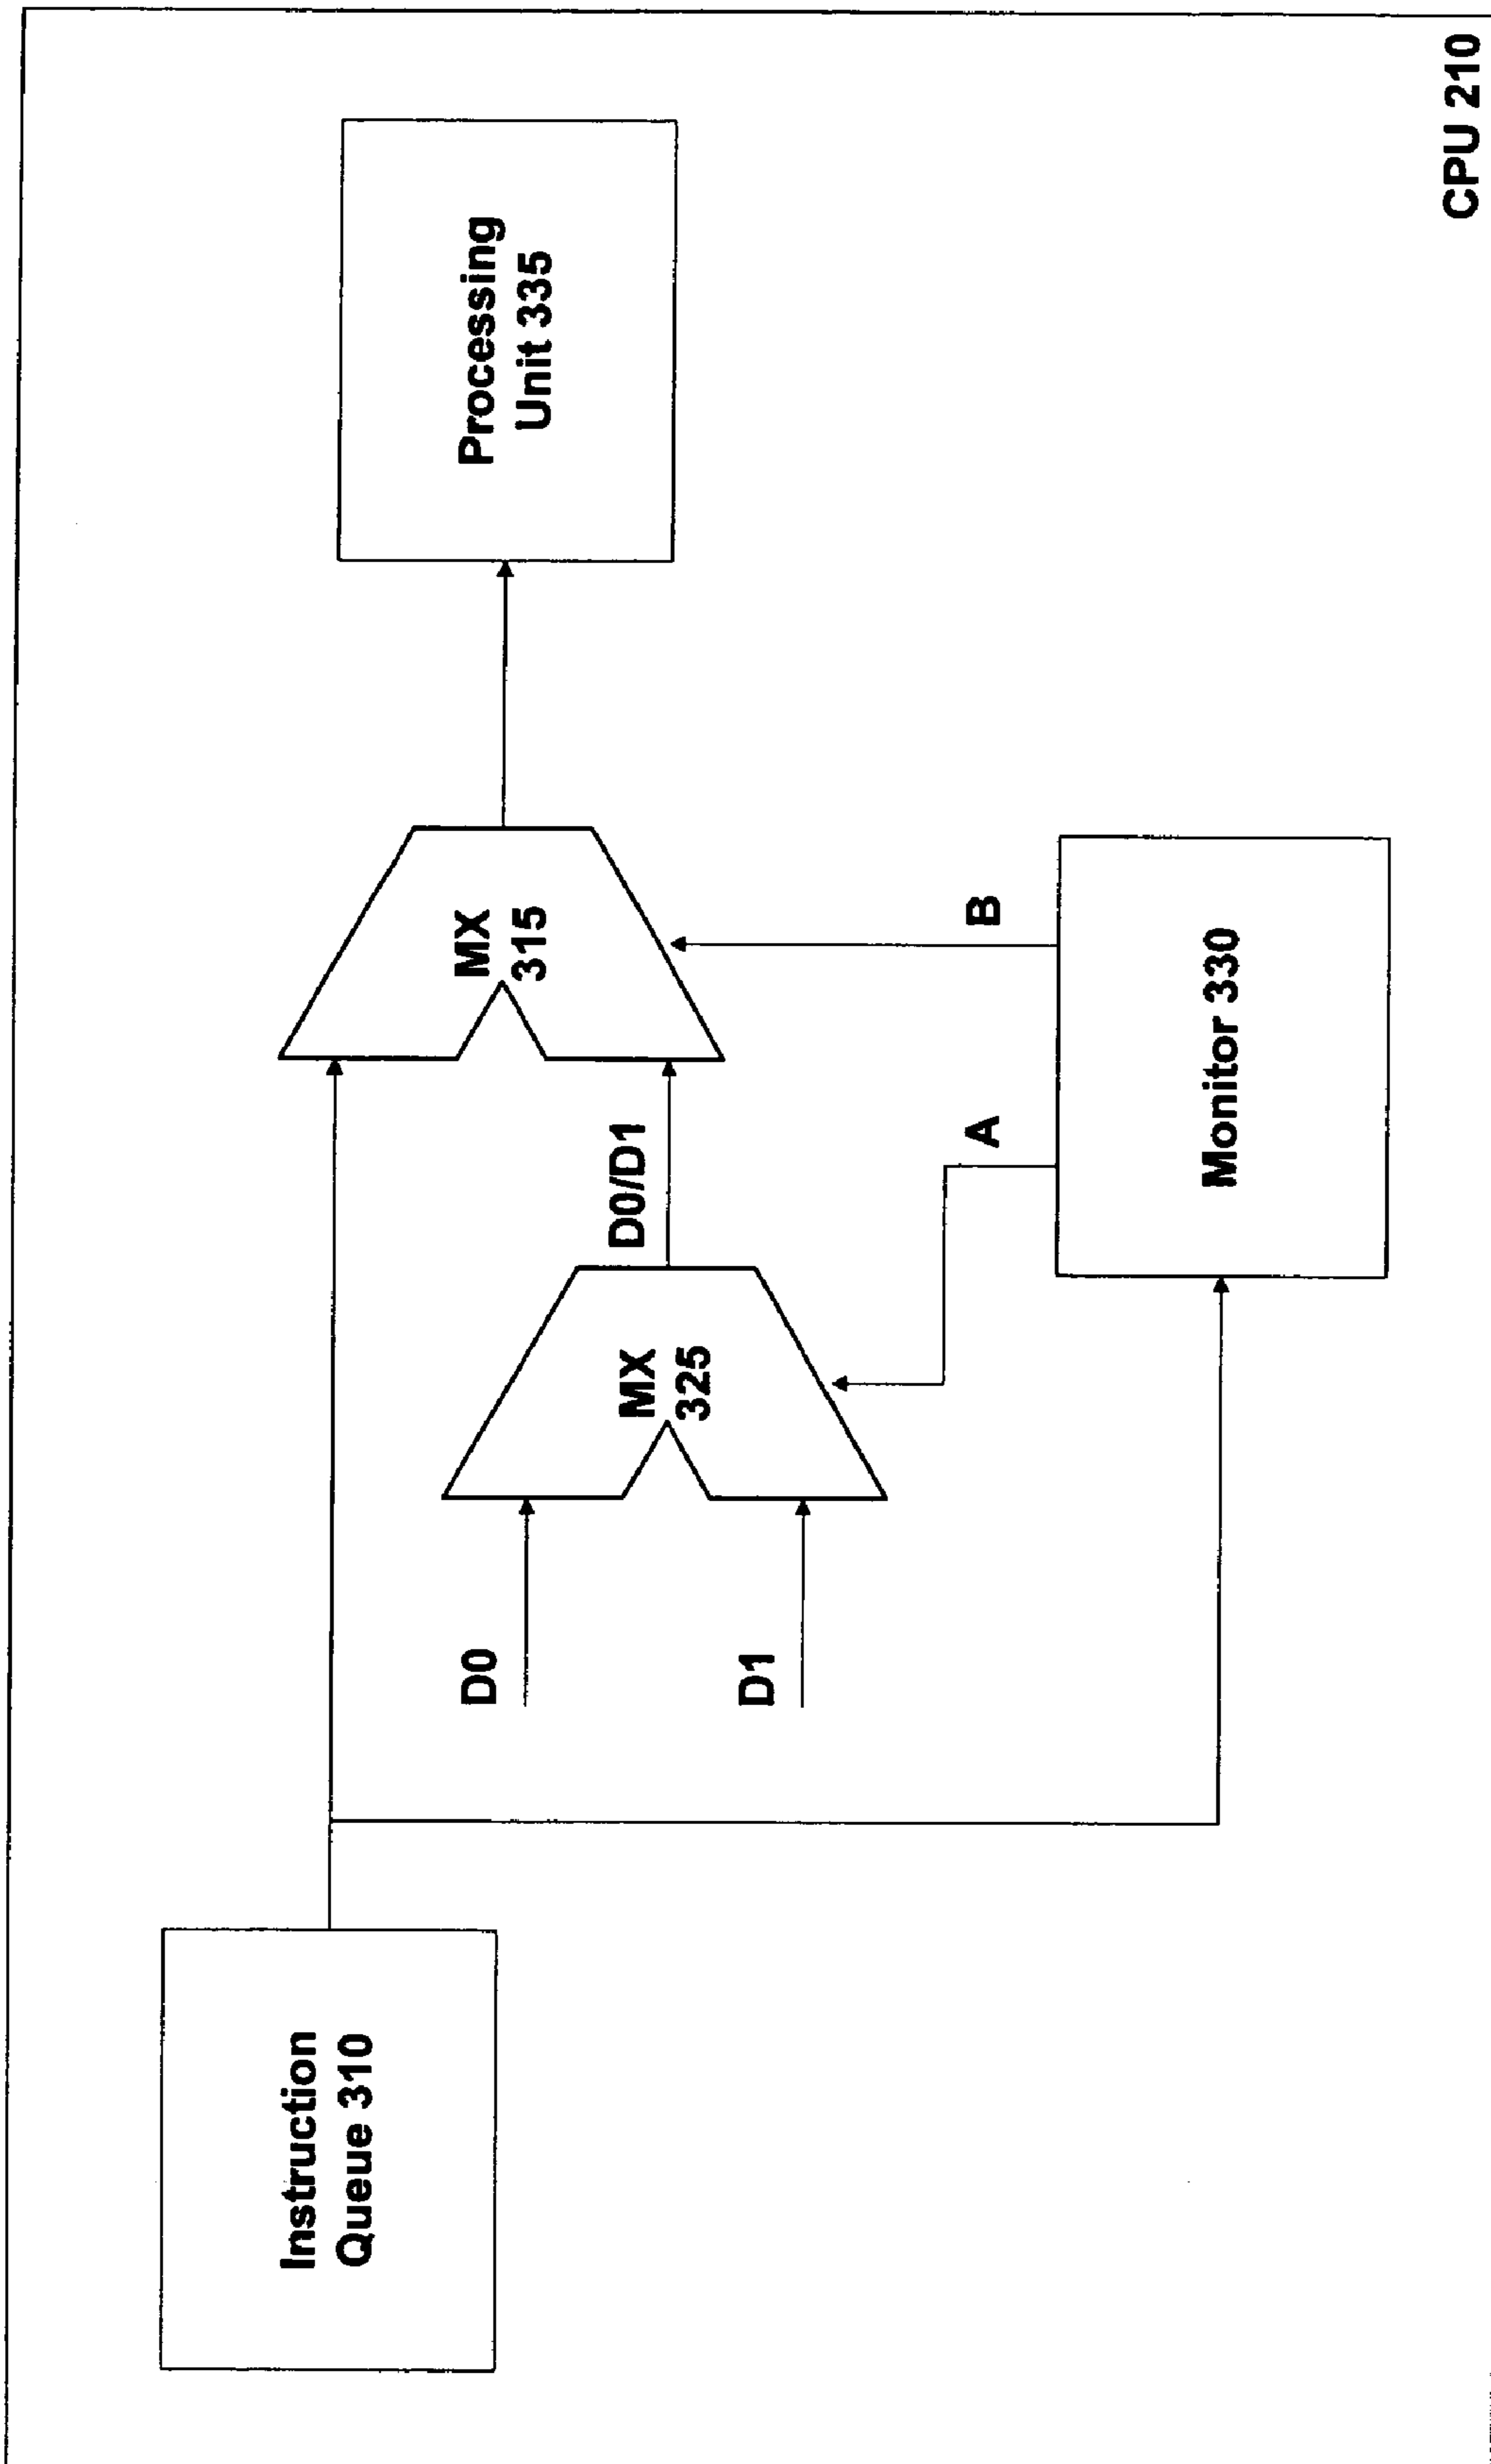 Instruction
Queue 310
D0
D1
MX
325
D0/D1
MX
315
A
B
Monitor 330
Processing
Unit 335
CPU 210